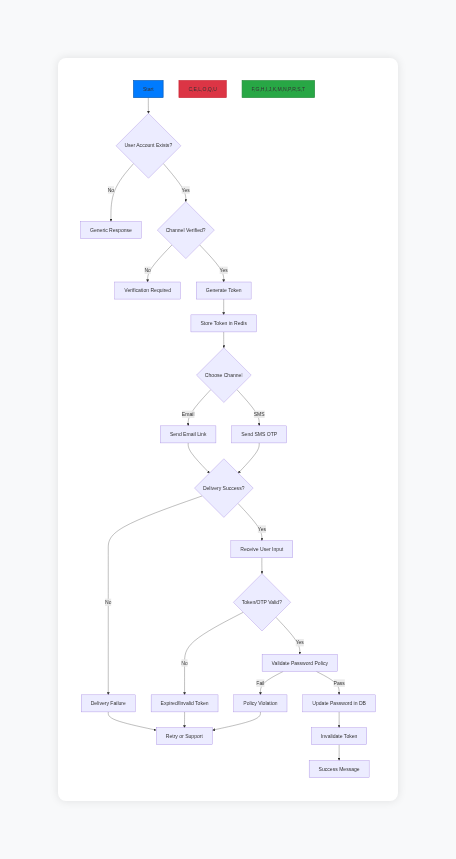 Start
User Account Exists?
No
Yes
Generic Response
Channel Verified?
No
Yes
Verification Required
Generate Token
Store Token in Redis
Choose Channel
Email
SMS
Send Email Link
Send SMS OTP
Delivery Success?
Yes
Receive User Input
No
Token/OTP Valid?
Yes
No
Validate Password Policy
Fail
Pass
Delivery Failure
Expired/Invalid Token
Policy Violation
Update Password in DB
Retry or Support
Invalidate Token
Success Message